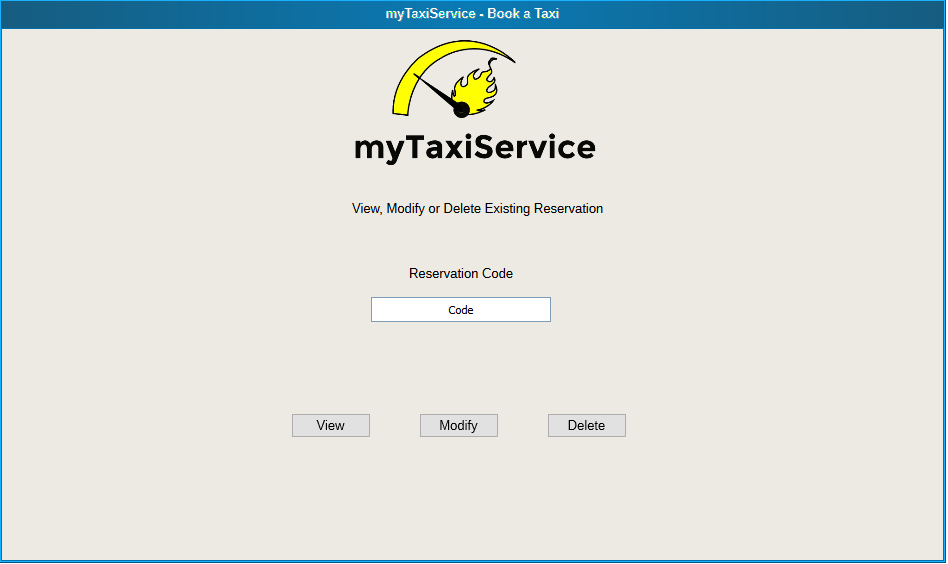 myTaxiService - Book a Taxi
myTaxiService
View, Modify or Delete Existing Reservation
Reservation Code
Code
View Modify Delete